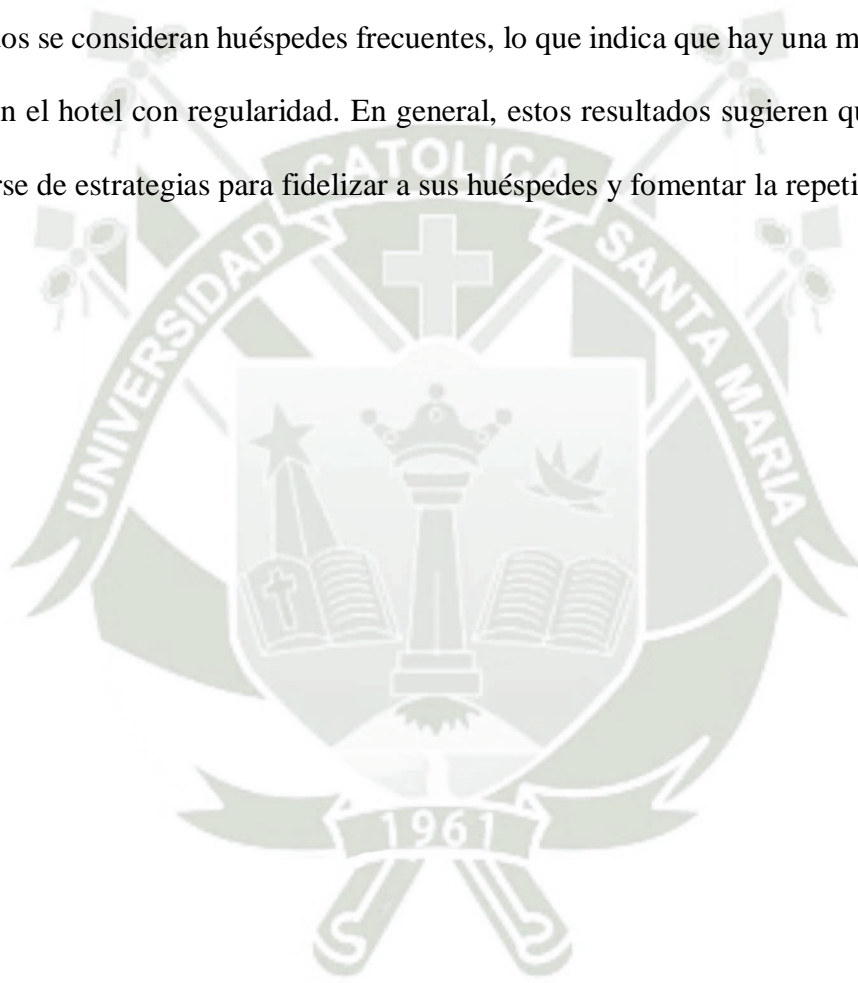 os se consideran huéspedes frecuentes, lo que indica que hay una m
n el hotel con regularidad. En general, estos resultados sugieren qu
rse de estrategias para fidelizar a sus huéspedes y fomentar la repeti
UNIVERSIDAD CATOLICA SANTA MARIA
1961